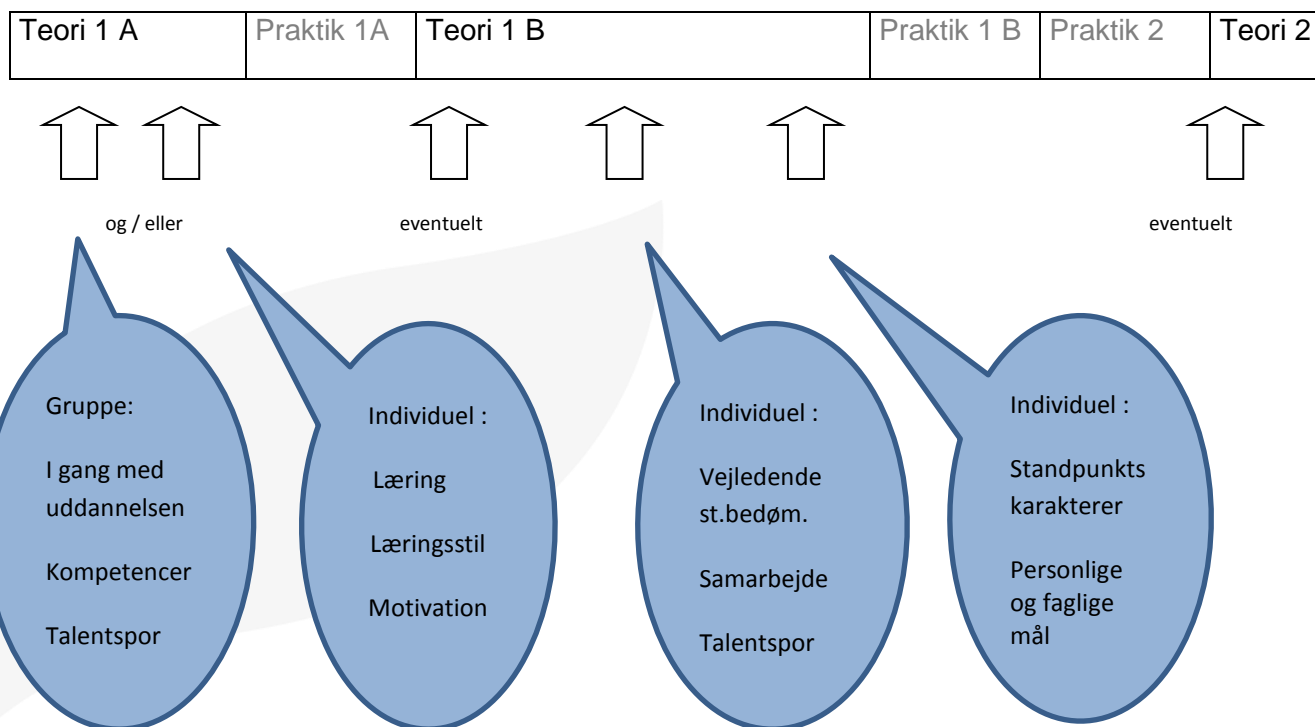 Teori 1 A
Praktik 1A
Teori 1 B
Praktik 1 B
Praktik 2
Teori 2
og / eller
eventuelt
eventuelt
Gruppe:
I gang med
uddannelsen
Kompetencer
Talentspor
Individuel :
Læring
Læringsstil
Motivation
Individuel :
Vejledende
st.bedøm.
Samarbejde
Talentspor
Individuel :
Standpunkts
karakterer
Personlige
og faglige
mål